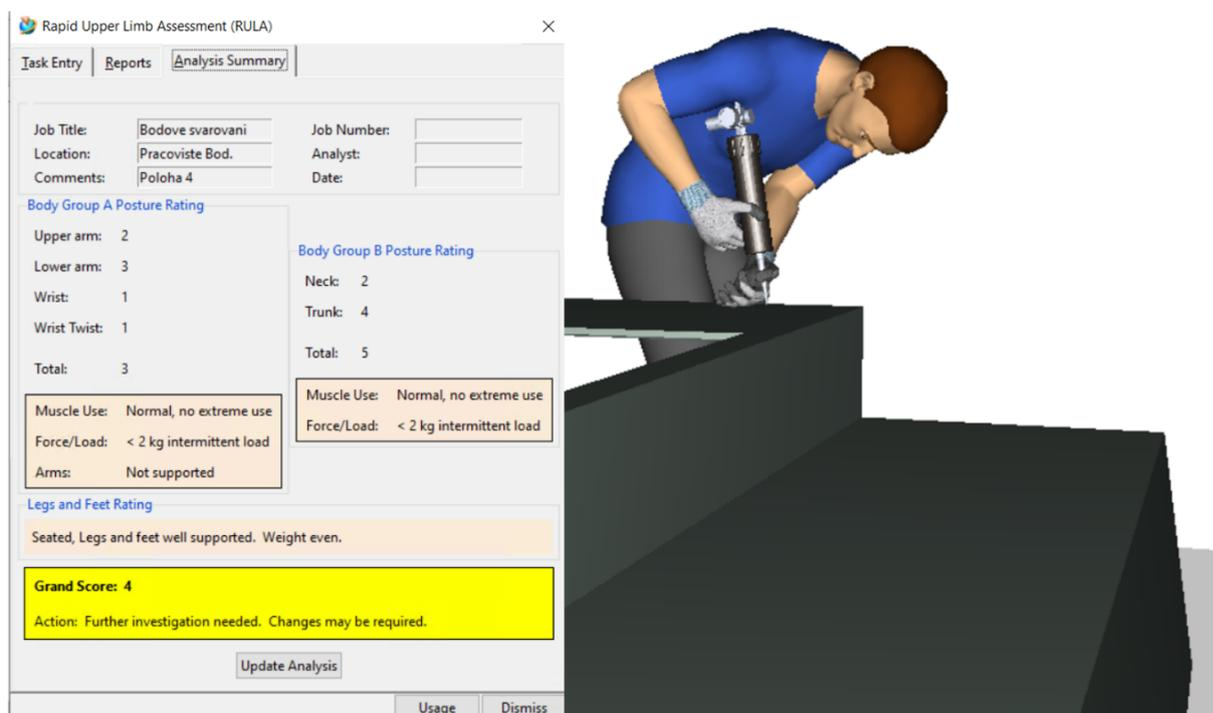 Rapid Upper Limb Assessment (RULA)
Task Entry Reports Analysis Summary
Job Title: Bodove svarovani Job Number:
Location: Pracoviste Bod. Analyst:
Comments: Poloha 4 Date:
Body Group A Posture Rating
Upper arm: 2
Lower arm: 3
Wrist: 1
Wrist Twist: 1
Total: 3
Muscle Use: Normal, no extreme use
Force/Load: < 2 kg intermittent load
Arms: Not supported
Body Group B Posture Rating
Neck: 2
Trunk: 4
Total: 5
Muscle Use: Normal, no extreme use
Force/Load: < 2 kg intermittent load
Legs and Feet Rating
Seated, Legs and feet well supported. Weight even.
Grand Score: 4
Action: Further investigation needed. Changes may be required.
Update Analysis
Usage Dismiss